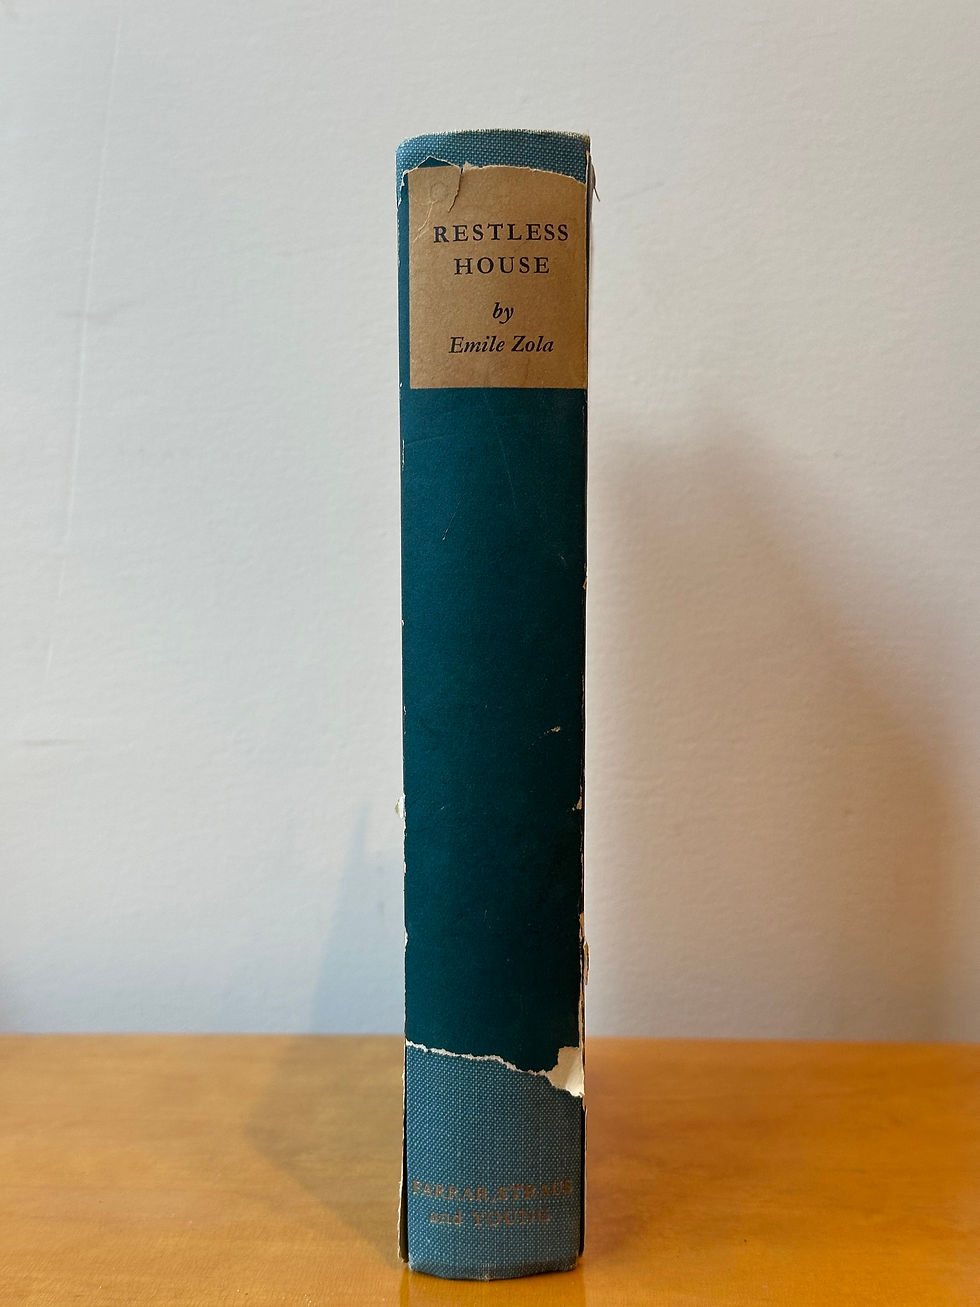 RESTLESS
HOUSE
by
Emile Zola
FARRAR, STRAUS
and YOUNG